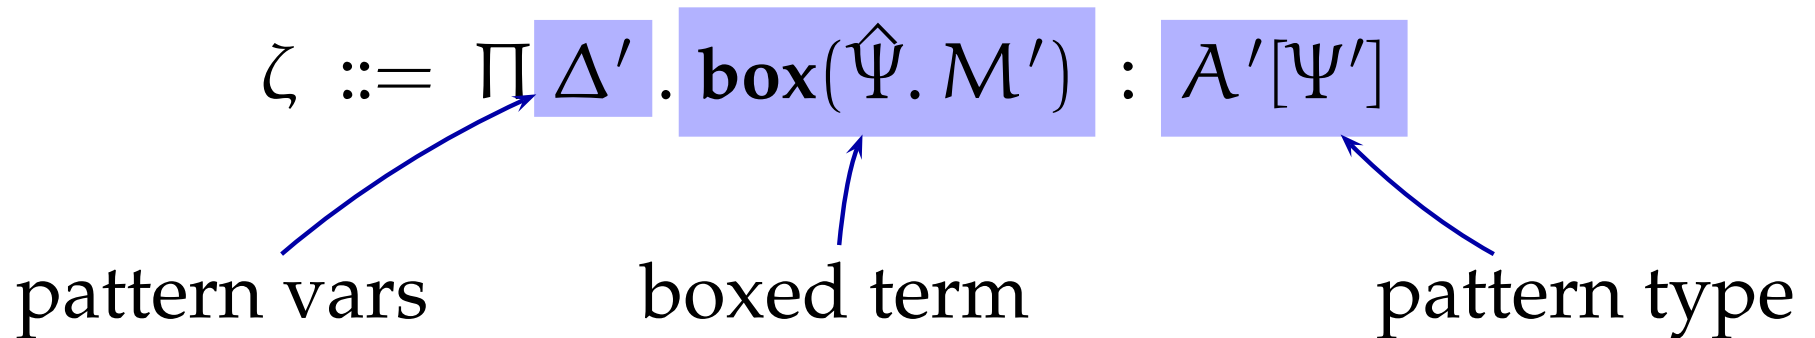 ζ ::= Π Δ′ . box(Ψ̂. M′) : A′[Ψ′]
pattern vars boxed term pattern type